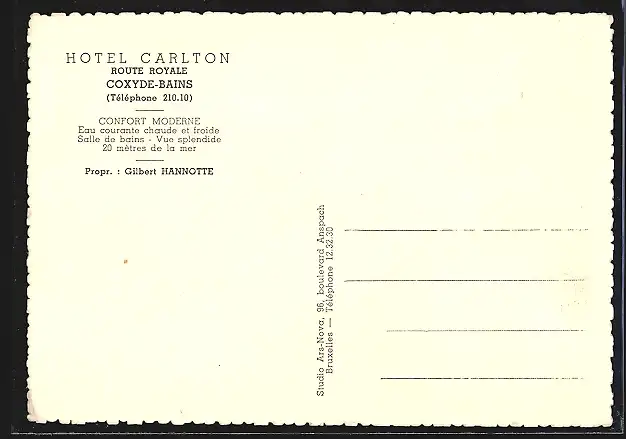 HOTEL CARLTON
ROUTE ROYALE
COXYDE-BAINS
(Téléphone 210.10)
CONFORT MODERNE
Eau courante chaude et froide
Salle de bains - Vue splendide
20 mètres de la mer
Propr. : Gilbert HANNOTTE
Studio Ars-Nova, 96, boulevard Anspach
Bruxelles — Téléphone 12.32.30